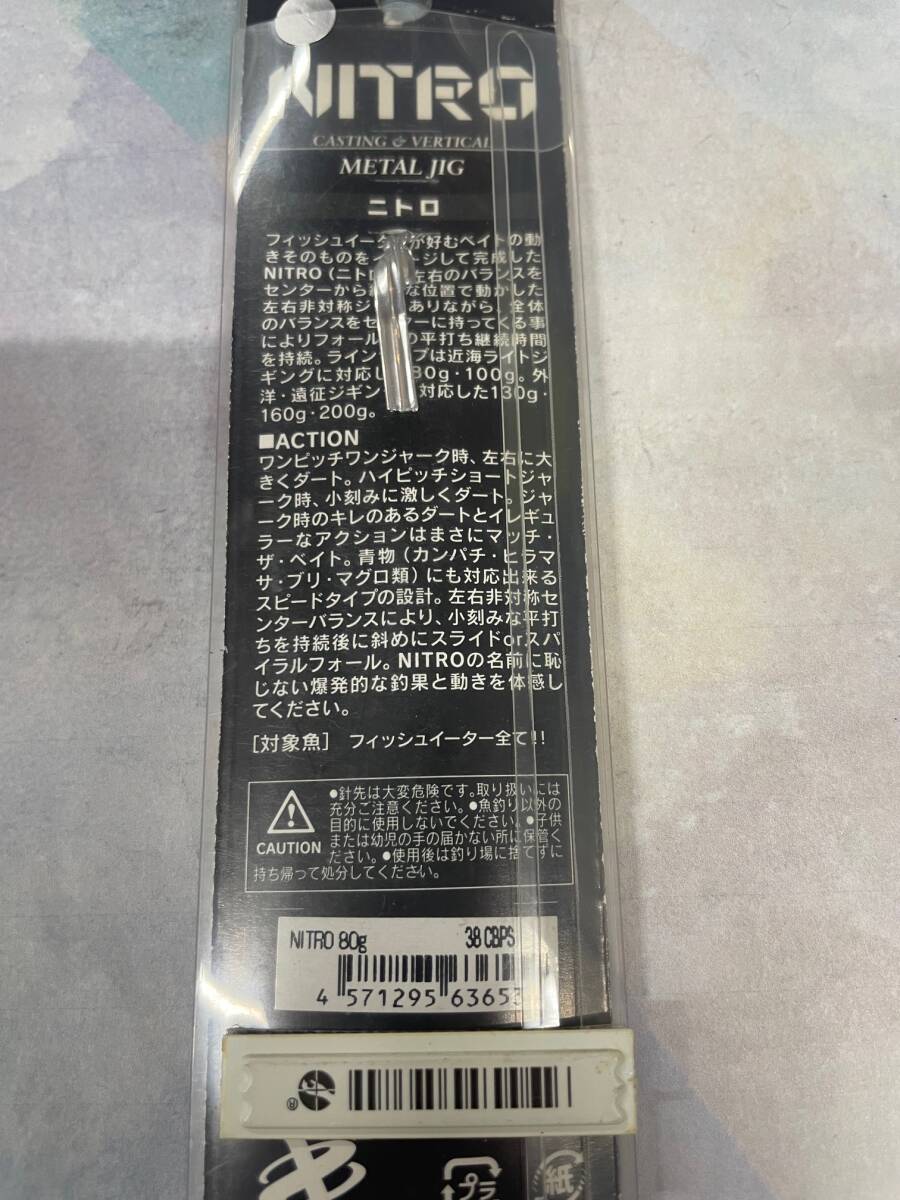 NITRO
CASTING & VERTICAL
METAL JIG
ニトロ
フィッシュイータ が好むベイトの動
きそのものを ージして完成した
NITRO(ニトロ 左右のバランスを
センターから な位置で動かした
左右非対称ジ ありながら、全体
のバランスをセ ターに持ってくる事
によりフォール の平打ち継続時間
を持続。ライン プは近海ライトジ
ギングに対応し 80g・100g。外
洋・遠征ジギン 対応した130g・
160g・200g。
■ACTION
ワンピッチワンジャーク時、左右に大
きくダート。ハイピッチショートジャ
ーク時、小刻みに激しくダート。ジャ
ーク時のキレのあるダートとイレギュ
ラーなアクションはまさにマッチ・
ザ・ベイト。青物(カンパチ・ヒラマ
サ・ブリ・マグロ類)にも対応出来る
スピードタイプの設計。左右非対称セ
ンターバランスにより、小刻みな平打
ちを持続後に斜めにスライドorスパ
イラルフォール。NITROの名前に恥
じない爆発的な釣果と動きを体感し
てください。
[対象魚] フィッシュイーター全て!!
●針先は大変危険です。取り扱いには
充分ご注意ください。●魚釣り以外の
目的に使用しないでください。●子供
または幼児の手の届かない所に保管く
ださい。●使用後は釣り場に捨てずに
持ち帰って処分してください。
CAUTION
NITRO 80g 38 CBPS
4 571295 63653
プラ
紙